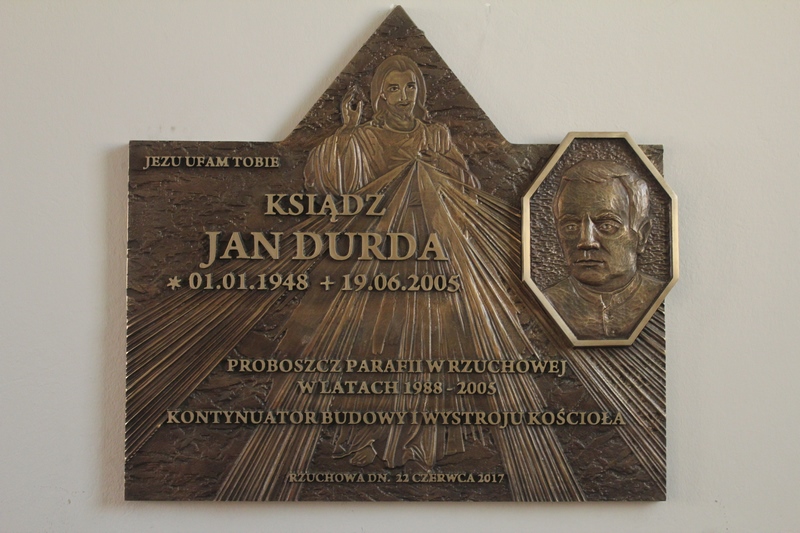 JEZU UFAM TOBIE
KSIĄDZ
JAN DURDA
* 01.01.1948 + 19.06.2005
PROBOSZCZ PARAFII W RZUCHOWEJ
W LATACH 1988 - 2005
KONTYNUATOR BUDOWY I WYSTROJU KOŚCIOŁA
RZUCHOWA DN. 22 CZERWCA 2017